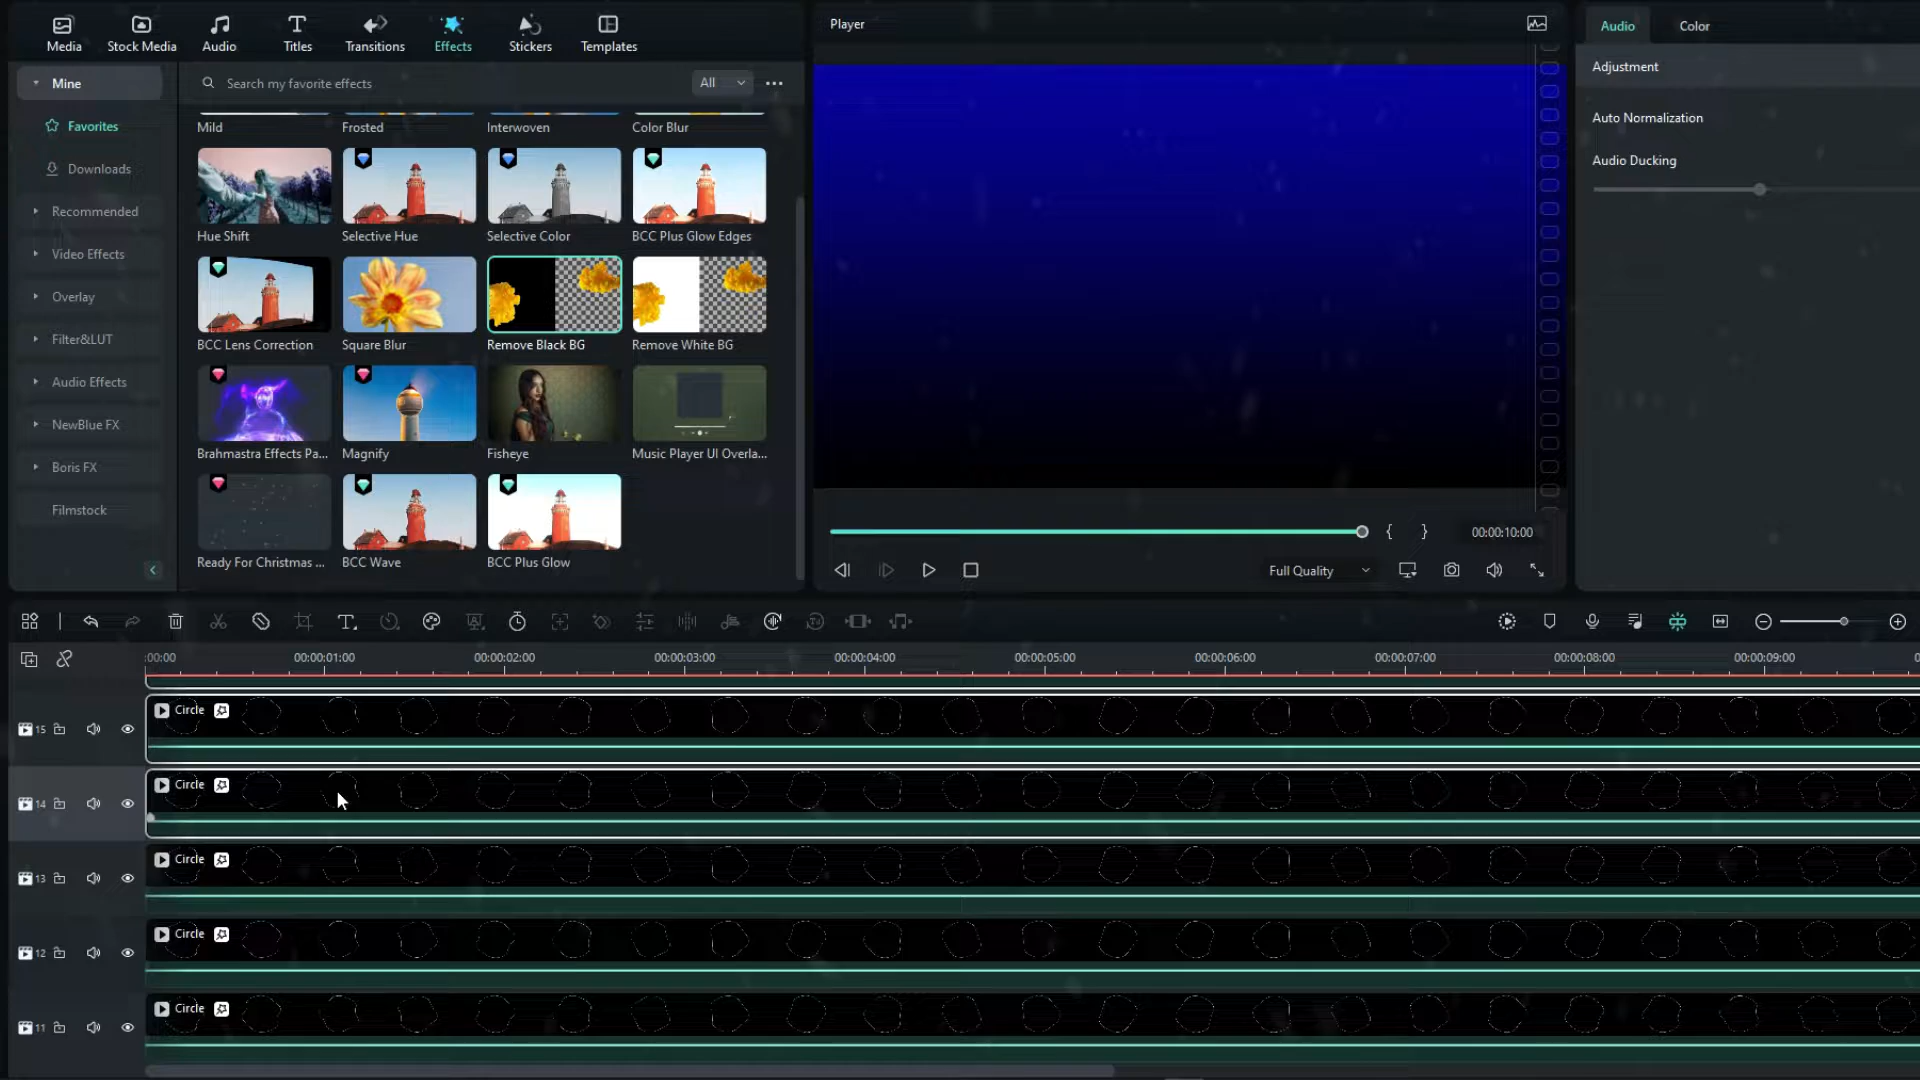 Media
Stock Media
Audio
Titles
Transitions
Effects
Stickers
Templates
Player
Audio
Color
Mine
Search my favorite effects
All
Adjustment
Favorites
Mild
Frosted
Interwoven
Color Blur
Auto Normalization
Downloads
Audio Ducking
Recommended
Hue Shift
Selective Hue
Selective Color
BCC Plus Glow Edges
Video Effects
Overlay
Filter&LUT
BCC Lens Correction
Square Blur
Remove Black BG
Remove White BG
Audio Effects
NewBlue FX
Brahmastra Effects Pa...
Magnify
Fisheye
Music Player UI Overla...
Boris FX
Filmstock
{ }
00:00:10:00
Ready For Christmas ...
BCC Wave
BCC Plus Glow
Full Quality
:00:00
00:00:01:00
00:00:02:00
00:00:03:00
00:00:04:00
00:00:05:00
00:00:06:00
00:00:07:00
00:00:08:00
00:00:09:00
0
Circle
15
Circle
14
Circle
13
Circle
12
Circle
11